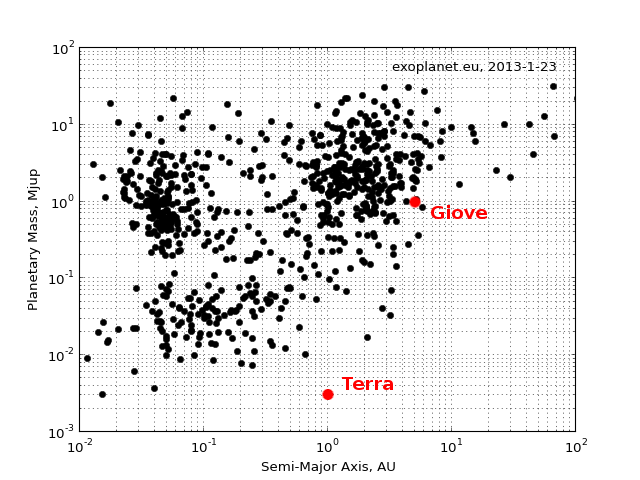 10^2
exoplanet.eu, 2013-1-23
10^1
10^0
Giove
10^-1
10^-2
Terra
10^-3
Planetary Mass, Mjup
10^-2 10^-1 10^0 10^1 10^2
Semi-Major Axis, AU